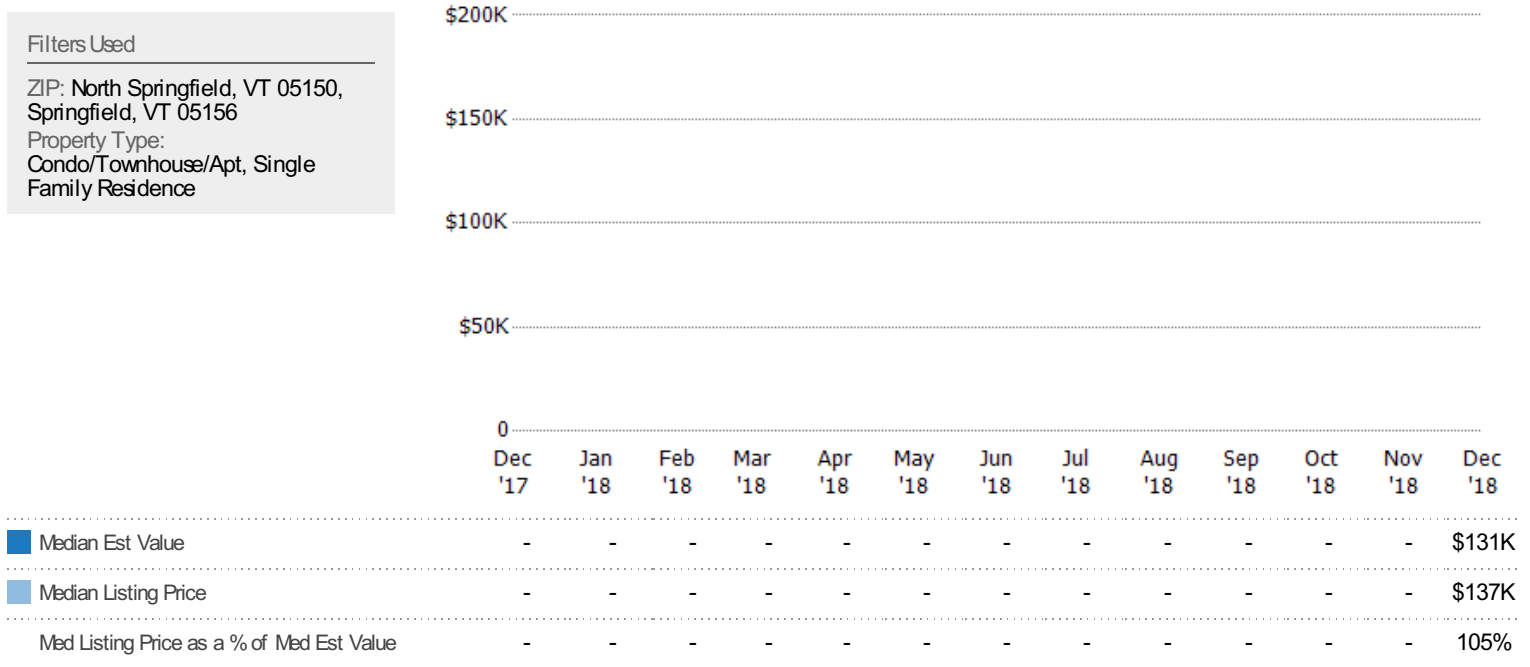 Filters Used
ZIP: North Springfield, VT 05150,
Springfield, VT 05156
Property Type:
Condo/Townhouse/Apt, Single
Family Residence
$200K
$150K
$100K
$50K
0
Dec Jan Feb Mar Apr May Jun Jul Aug Sep Oct Nov Dec
'17 '18 '18 '18 '18 '18 '18 '18 '18 '18 '18 '18 '18
Median Est Value - - - - - - - - - - - - $131K
Median Listing Price - - - - - - - - - - - - $137K
Med Listing Price as a % of Med Est Value - - - - - - - - - - - - 105%